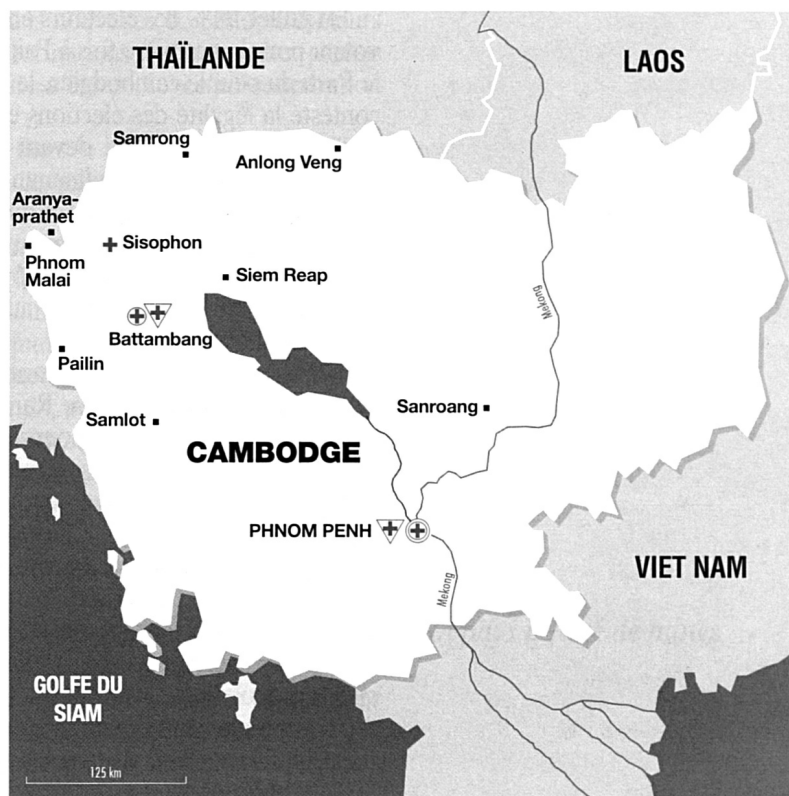 THAÏLANDE
LAOS
Samrong
Anlong Veng
Aranya-
prathet
Sisophon
Phnom
Malai
Siem Reap
Mekong
Battambang
Pailin
Samlot
Sanroang
CAMBODGE
PHNOM PENH
VIET NAM
Mekong
GOLFE DU
SIAM
125 km